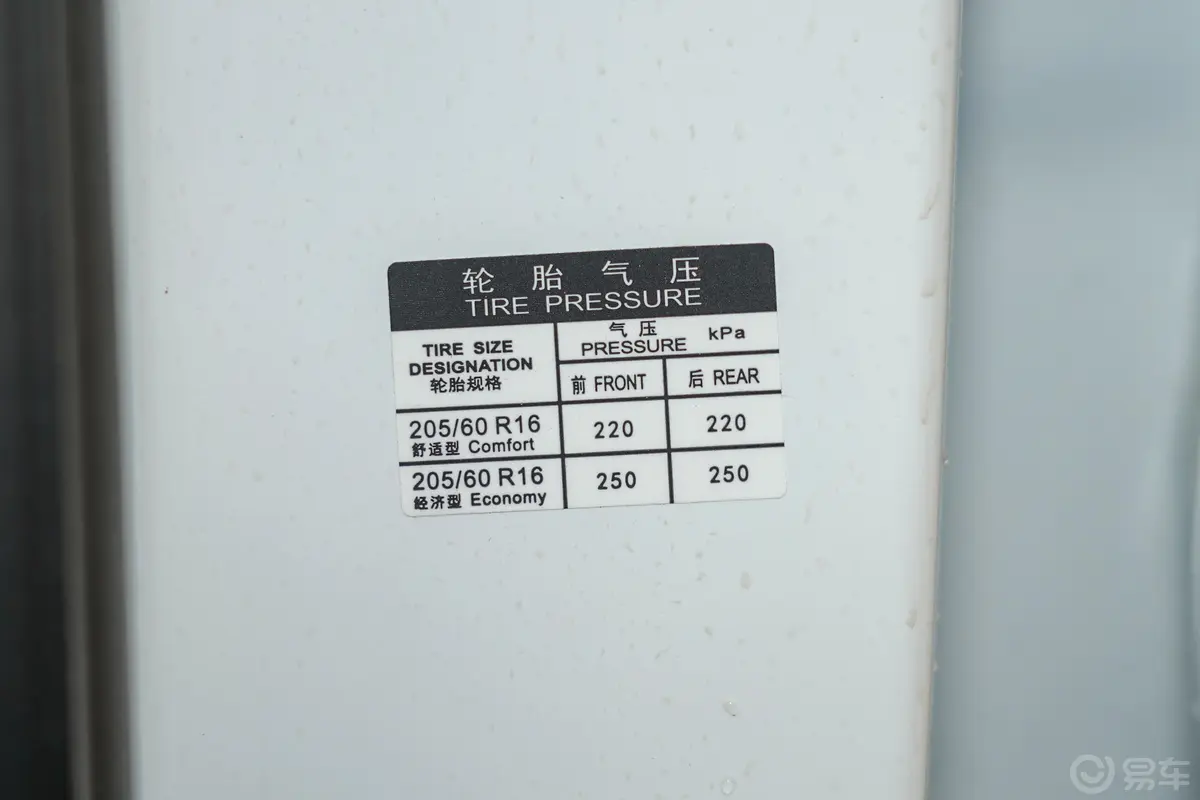 轮胎气压
TIRE PRESSURE
TIRE SIZE
DESIGNATION
轮胎规格
气压
PRESSURE
kPa
前 FRONT
后 REAR
205/60 R16
舒适型 Comfort
220
220
205/60 R16
经济型 Economy
250
250
易车